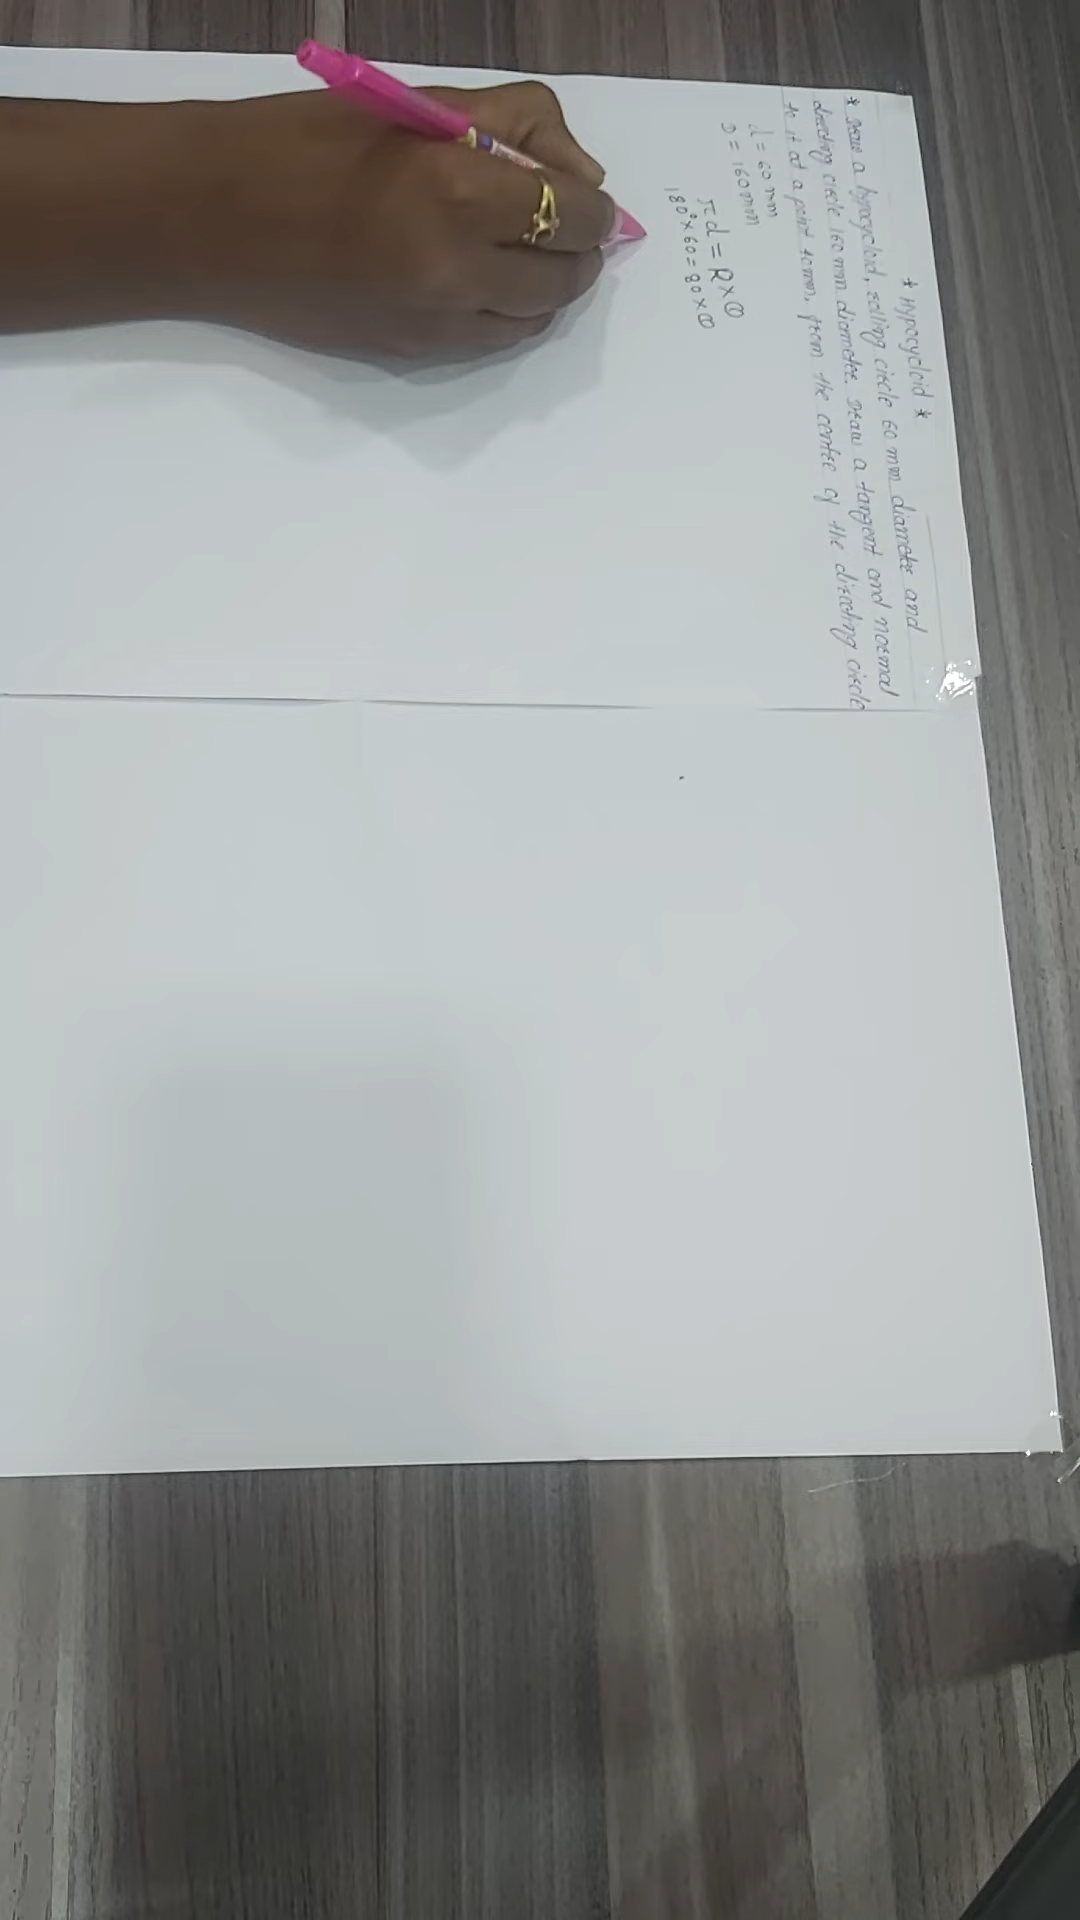 * Hypocycloid *
* Draw a hypocycloid, rolling circle 60 mm diameter and
directing circle 160 mm diameter. Draw a tangent and normal
to it at a point 40mm, from the centre of the directing circle
d = 60 mm
D = 160mm
πd = R×θ
180°×60=80×θ